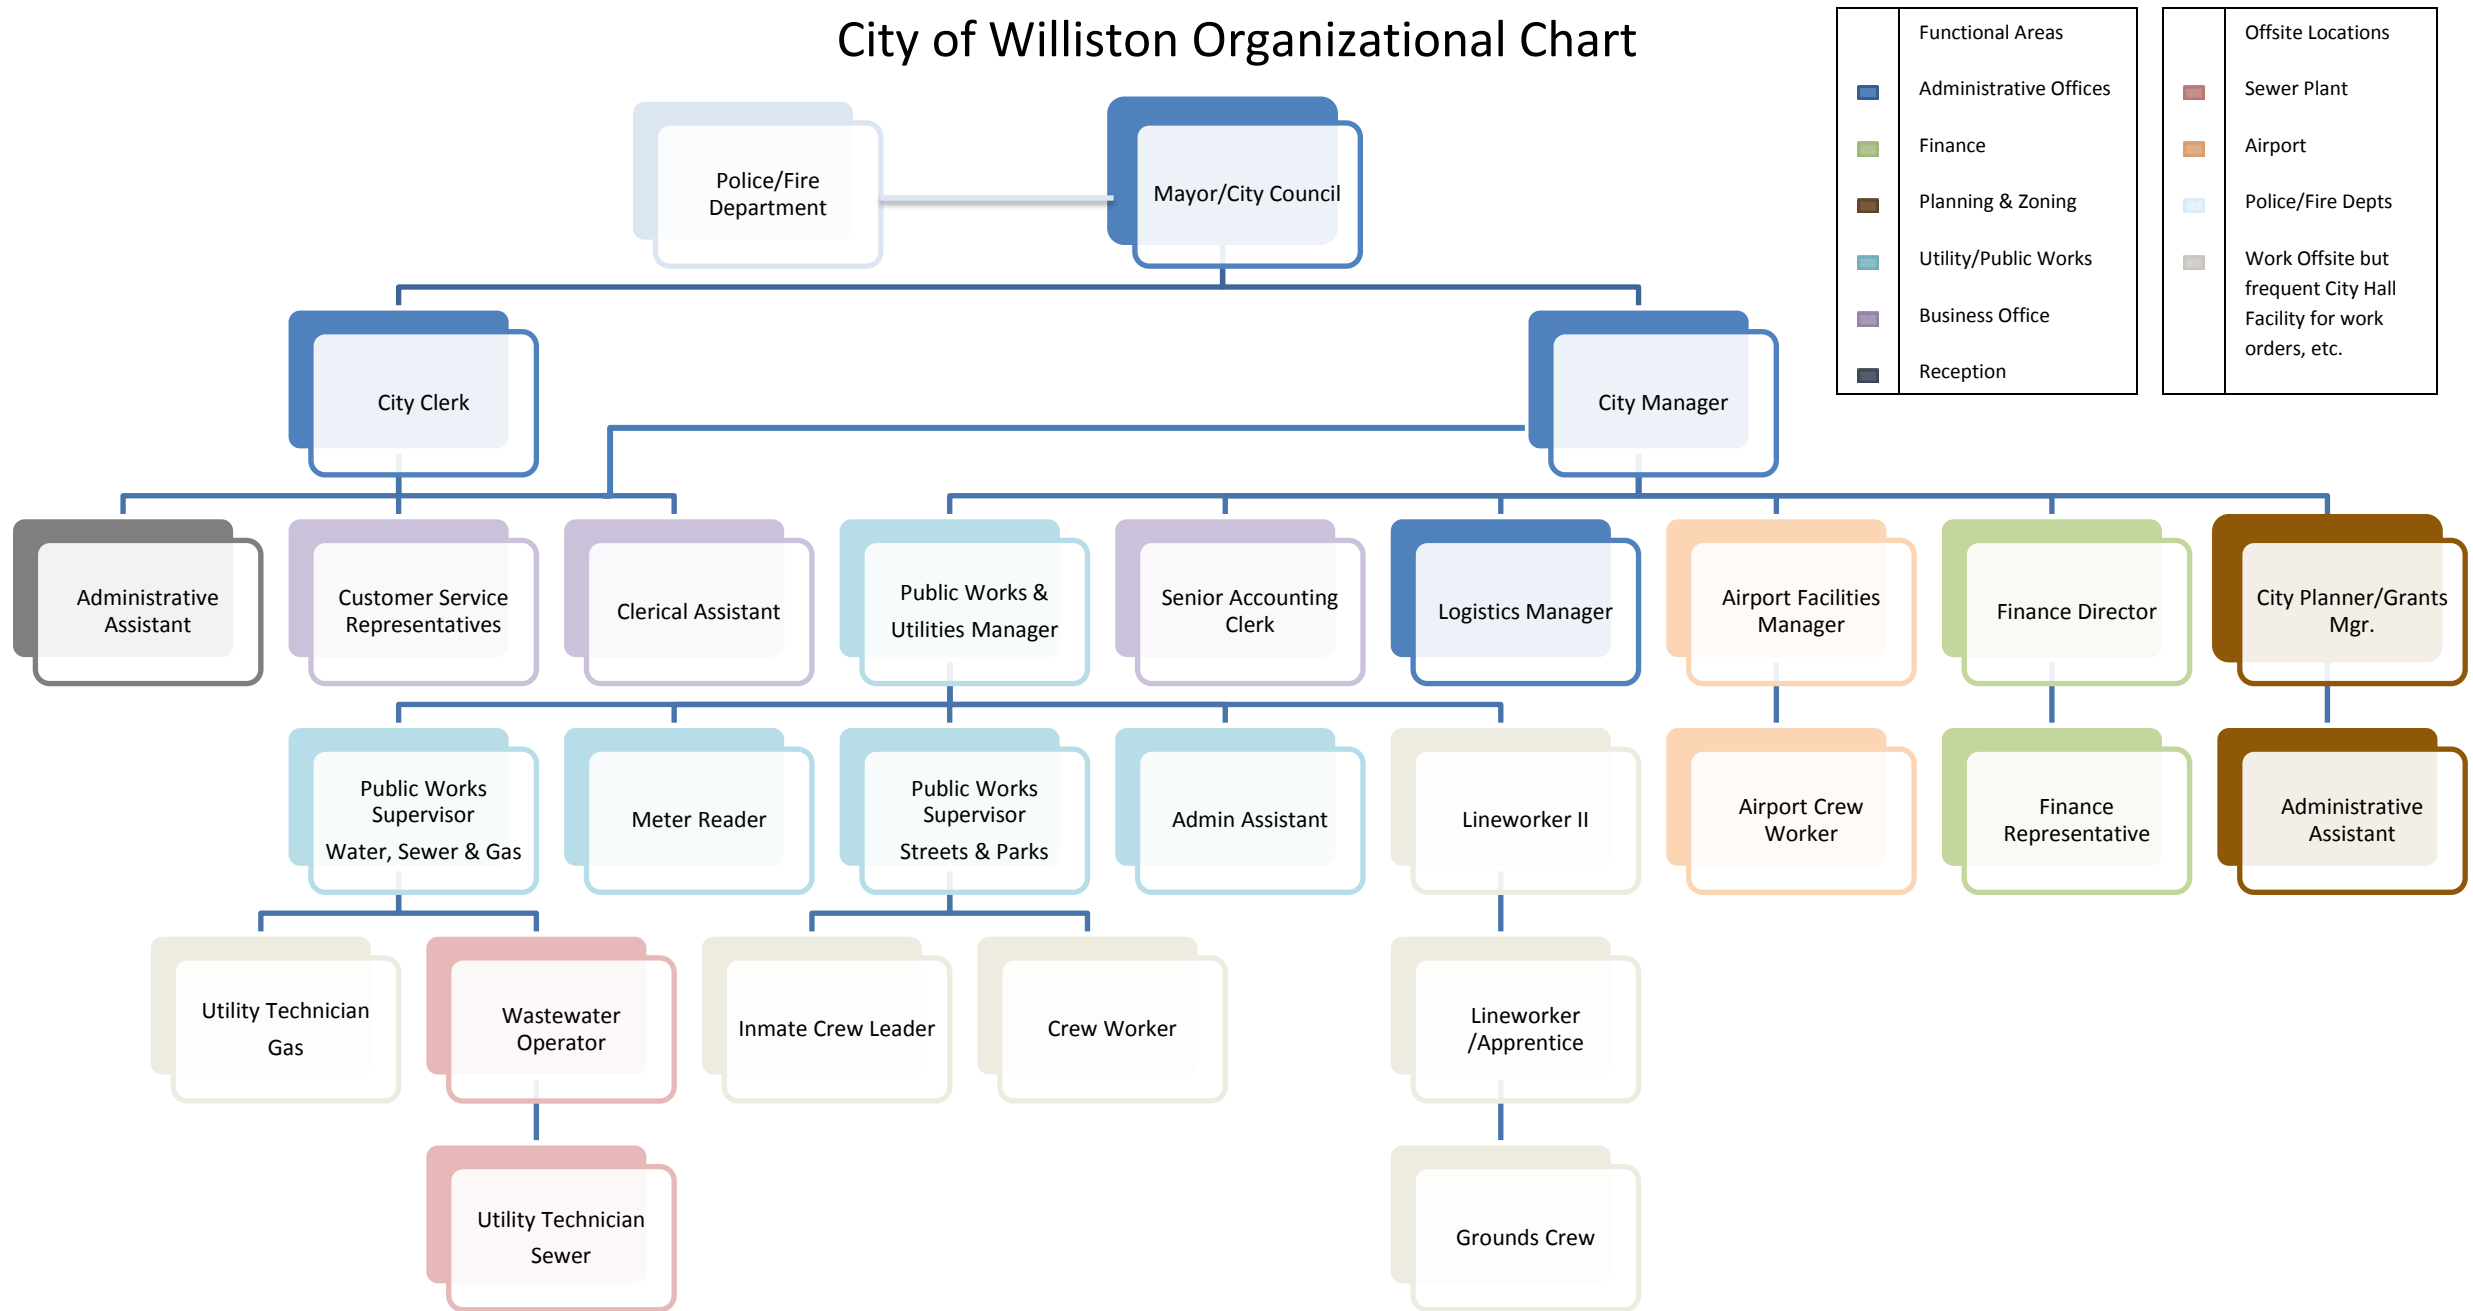 City of Williston Organizational Chart
Functional Areas
Administrative Offices
Finance
Planning & Zoning
Utility/Public Works
Business Office
Reception
Offsite Locations
Sewer Plant
Airport
Police/Fire Depts
Work Offsite but
frequent City Hall
Facility for work
orders, etc.
Police/Fire
Department
Mayor/City Council
City Clerk
City Manager
Administrative
Assistant
Customer Service
Representatives
Clerical Assistant
Public Works &
Utilities Manager
Senior Accounting
Clerk
Logistics Manager
Airport Facilities
Manager
Finance Director
City Planner/Grants
Mgr.
Public Works
Supervisor
Water, Sewer & Gas
Meter Reader
Public Works
Supervisor
Streets & Parks
Admin Assistant
Lineworker II
Airport Crew
Worker
Finance
Representative
Administrative
Assistant
Utility Technician
Gas
Wastewater
Operator
Inmate Crew Leader
Crew Worker
Lineworker
/Apprentice
Utility Technician
Sewer
Grounds Crew